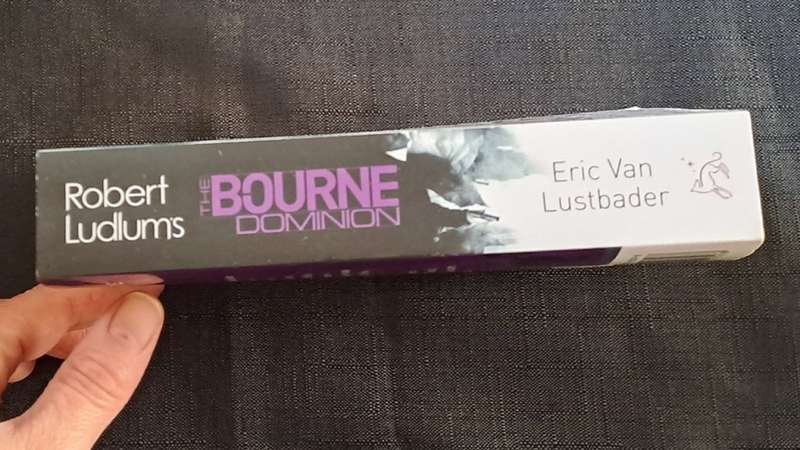 Robert
Ludlum's
THE
BOURNE
DOMINION
Eric Van
Lustbader